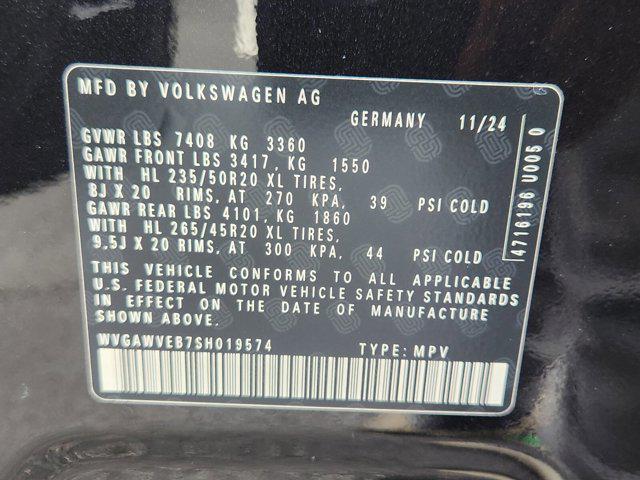 MFD BY VOLKSWAGEN AG
GERMANY 11/24
GVWR LBS 7408 KG 3360
GAWR FRONT LBS 3417, KG 1550
WITH HL 235/50R20 XL TIRES,
8J X 20 RIMS, AT 270 KPA, 39 PSI COLD
GAWR REAR LBS 4101, KG 1860
WITH HL 265/45R20 XL TIRES,
9.5J X 20 RIMS, AT 300 KPA, 44 PSI COLD
THIS VEHICLE CONFORMS TO ALL APPLICABLE
U.S. FEDERAL MOTOR VEHICLE SAFETY STANDARDS
IN EFFECT ON THE DATE OF MANUFACTURE
SHOWN ABOVE.
WVGAWVEB7SH019574 TYPE: MPV
4716196 U005 0